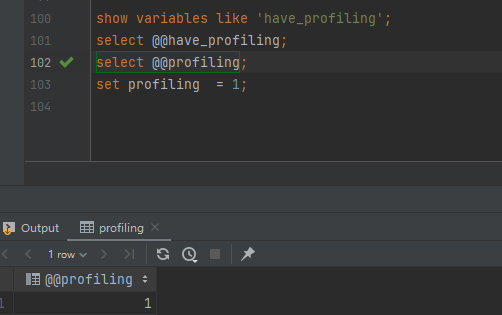 100 show variables like 'have_profiling';
101 select @@have_profiling;
102 select @@profiling;
103 set profiling  = 1;
104
Output profiling
1 row
@@profiling
1 1